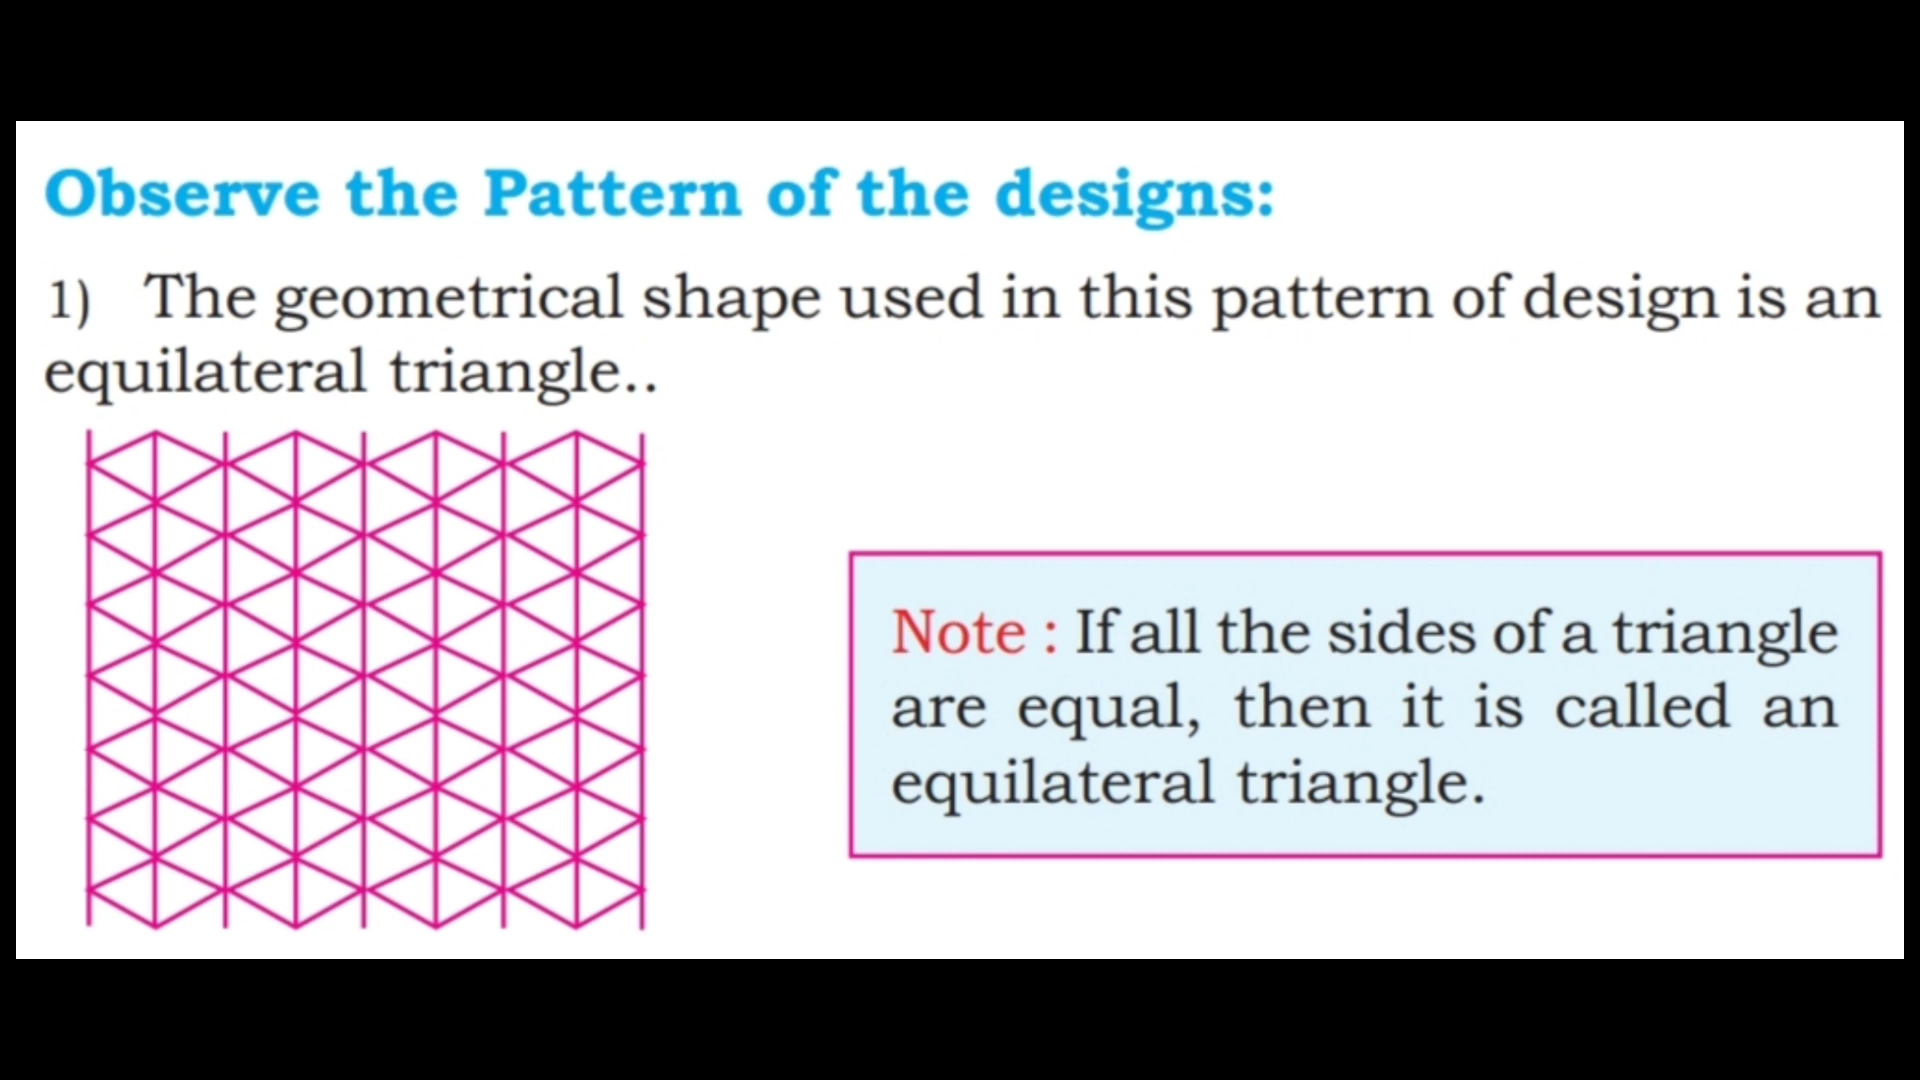 Observe the Pattern of the designs:
1) The geometrical shape used in this pattern of design is an
equilateral triangle..
Note : If all the sides of a triangle
are equal, then it is called an
equilateral triangle.